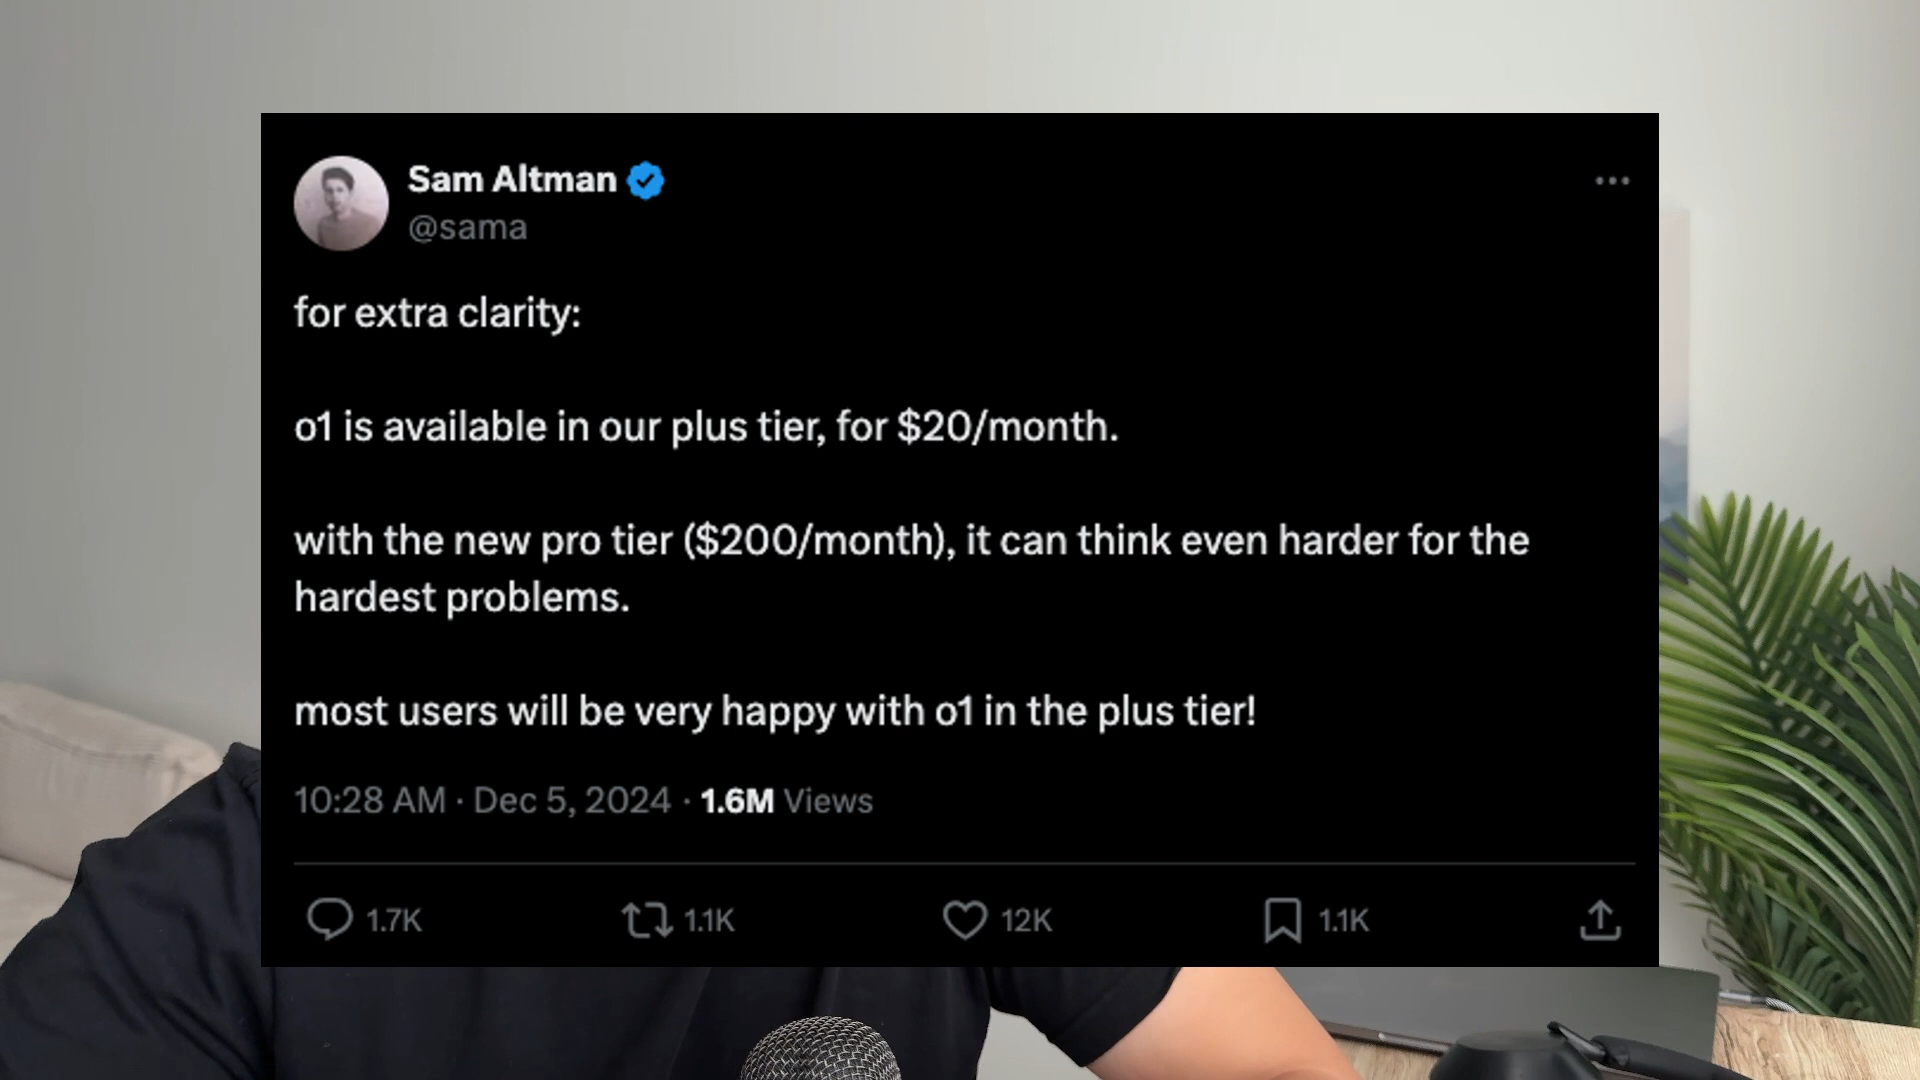 Sam Altman
@sama
for extra clarity:
o1 is available in our plus tier, for $20/month.
with the new pro tier ($200/month), it can think even harder for the
hardest problems.
most users will be very happy with o1 in the plus tier!
10:28 AM · Dec 5, 2024 · 1.6M Views
1.7K 1.1K 12K 1.1K